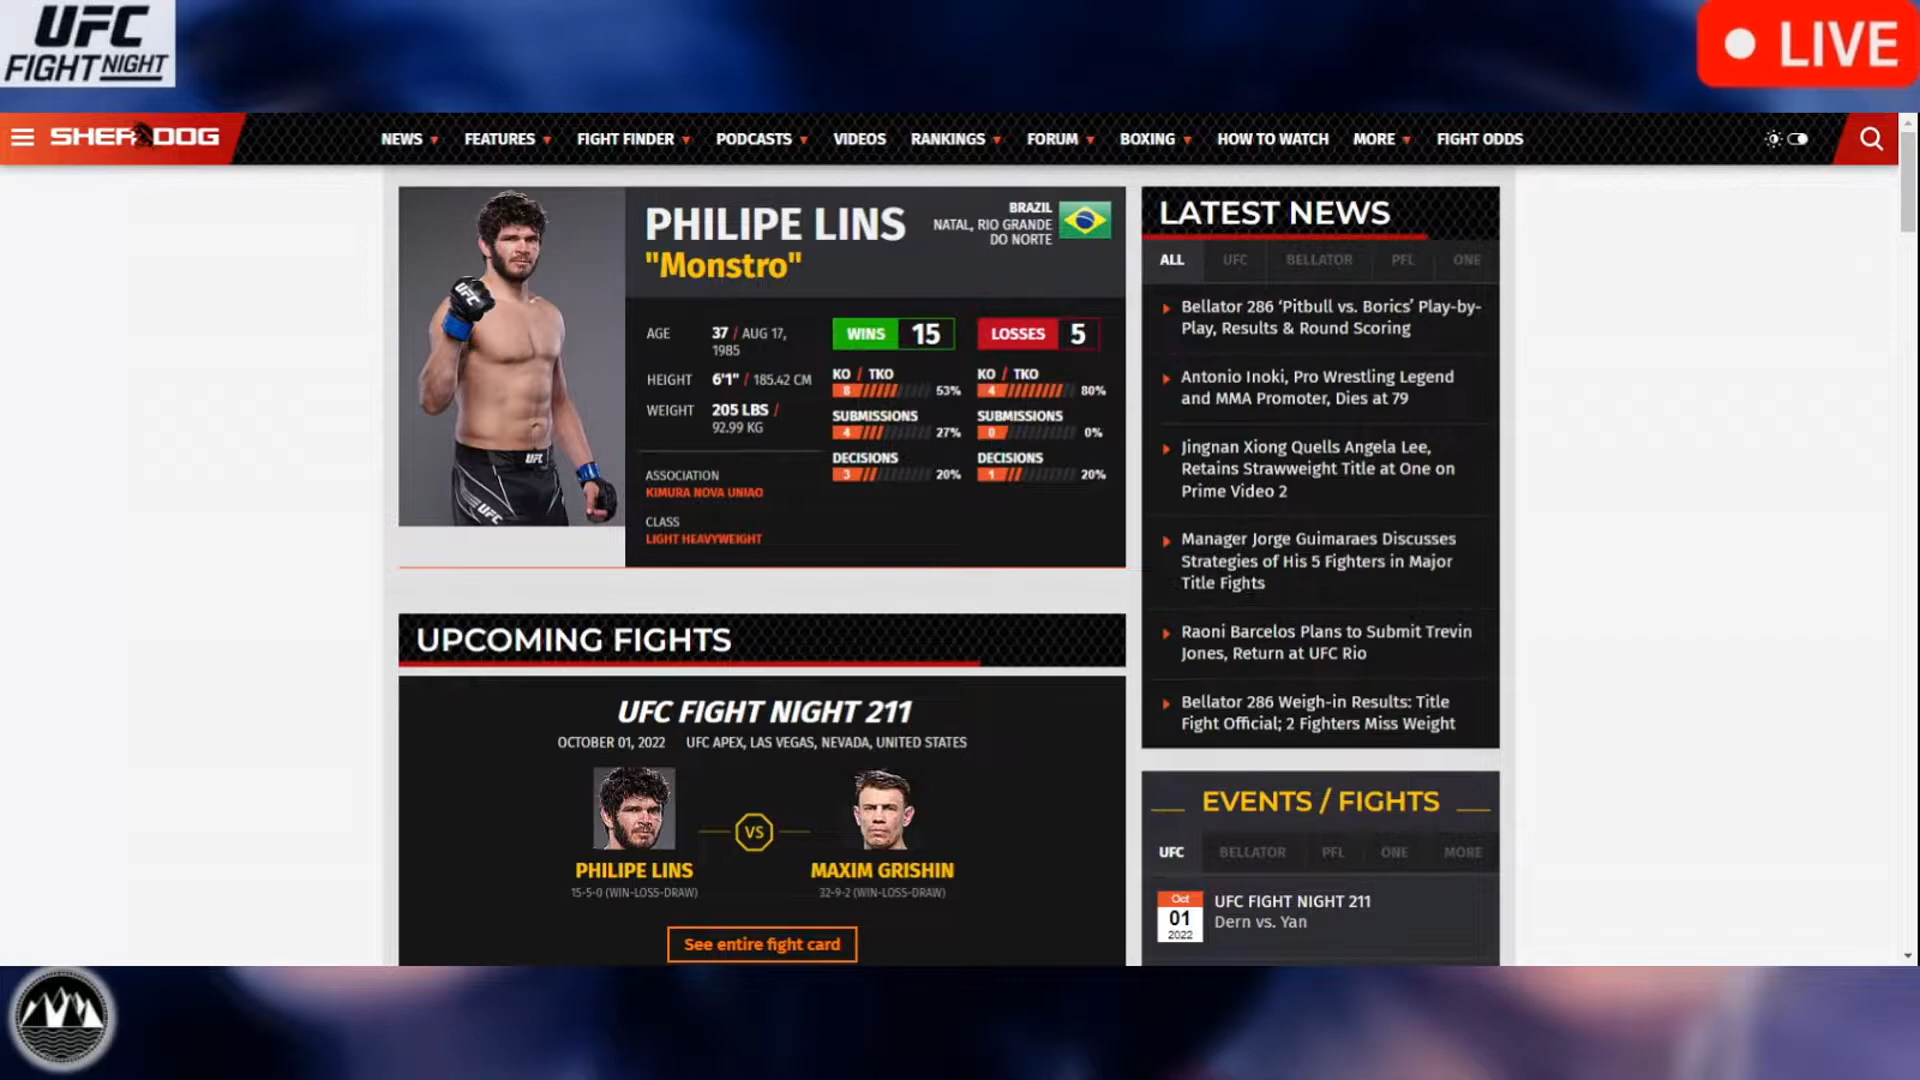 UFC
FIGHT NIGHT
LIVE
SHERDOG
NEWS
FEATURES
FIGHT FINDER
PODCASTS
VIDEOS
RANKINGS
FORUM
BOXING
HOW TO WATCH
MORE
FIGHT ODDS
UFC
UFC
UFC
PHILIPE LINS
"Monstro"
BRAZIL
NATAL, RIO GRANDE
DO NORTE
AGE
37 / AUG 17,
1985
HEIGHT
6'1" / 185.42 CM
WEIGHT
205 LBS /
92.99 KG
ASSOCIATION
KIMURA NOVA UNIAO
CLASS
LIGHT HEAVYWEIGHT
WINS 15
KO / TKO
8 53%
SUBMISSIONS
4 27%
DECISIONS
3 20%
LOSSES 5
KO / TKO
4 80%
SUBMISSIONS
0 0%
DECISIONS
1 20%
UPCOMING FIGHTS
UFC FIGHT NIGHT 211
OCTOBER 01, 2022 UFC APEX, LAS VEGAS, NEVADA, UNITED STATES
VS
PHILIPE LINS
15-5-0 (WIN-LOSS-DRAW)
MAXIM GRISHIN
32-9-2 (WIN-LOSS-DRAW)
See entire fight card
LATEST NEWS
ALL UFC BELLATOR PFL ONE
Bellator 286 ‘Pitbull vs. Borics’ Play-by-
Play, Results & Round Scoring
Antonio Inoki, Pro Wrestling Legend
and MMA Promoter, Dies at 79
Jingnan Xiong Quells Angela Lee,
Retains Strawweight Title at One on
Prime Video 2
Manager Jorge Guimaraes Discusses
Strategies of His 5 Fighters in Major
Title Fights
Raoni Barcelos Plans to Submit Trevin
Jones, Return at UFC Rio
Bellator 286 Weigh-in Results: Title
Fight Official; 2 Fighters Miss Weight
EVENTS / FIGHTS
UFC BELLATOR PFL ONE MORE
Oct
01
2022
UFC FIGHT NIGHT 211
Dern vs. Yan